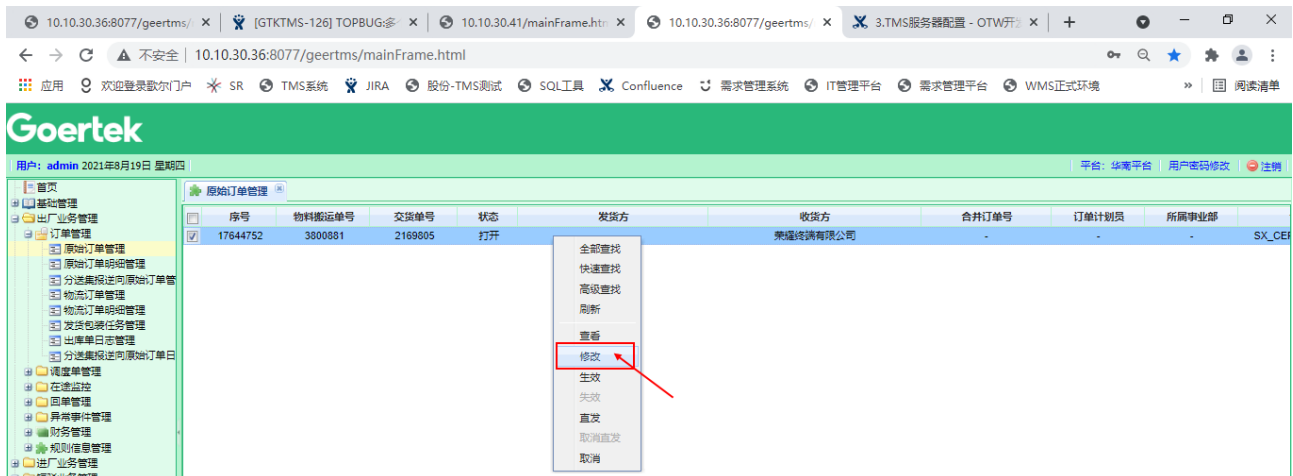 10.10.30.36:8077/geertms/
[GTKTMS-126] TOPBUG:多
10.10.30.41/mainFrame.htm
10.10.30.36:8077/geertms/
3.TMS服务器配置 - OTW开
不安全 | 10.10.30.36:8077/geertms/mainFrame.html
应用 欢迎登录歌尔门户 SR TMS系统 JIRA 股份-TMS测试 SQL工具 Confluence 需求管理系统 IT管理平台 需求管理平台 WMS正式环境 » 阅读清单
Goertek
用户: admin 2021年8月19日 星期四 平台: 华南平台 用户密码修改 注销
首页
基础管理
出厂业务管理
订单管理
原始订单管理
原始订单明细管理
分送集报逆向原始订单管
物流订单管理
物流订单明细管理
发货包装任务管理
出库单日志管理
分送集报逆向原始订单日
调度单管理
在途监控
回单管理
异常事件管理
财务管理
规则信息管理
进厂业务管理
原始订单管理
序号 物料搬运单号 交货单号 状态 发货方 收货方 合并订单号 订单计划员 所属事业部
17644752 3800881 2169805 打开 荣耀终端有限公司 - - - SX_CEF
全部查找
快速查找
高级查找
刷新
查看
修改
生效
失效
直发
取消直发
取消